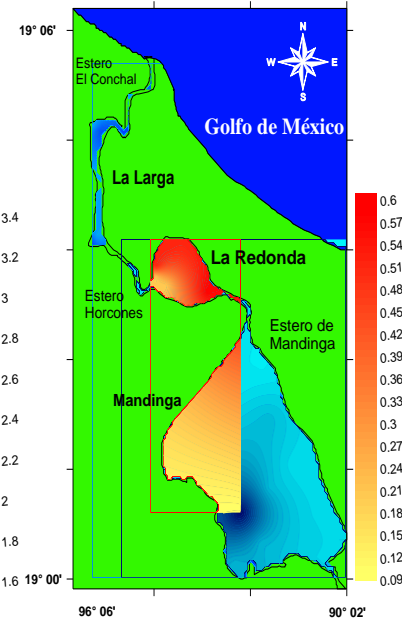 19° 06'
N
W E
S
Estero
El Conchal
Golfo de México
La Larga
La Redonda
Estero
Horcones
Estero de
Mandinga
Mandinga
3.4
3.2
3
2.8
2.6
2.4
2.2
2
1.8
1.6
0.6
0.57
0.54
0.51
0.48
0.45
0.42
0.39
0.36
0.33
0.3
0.27
0.24
0.21
0.18
0.15
0.12
0.09
19° 00'
96° 06'
90° 02'